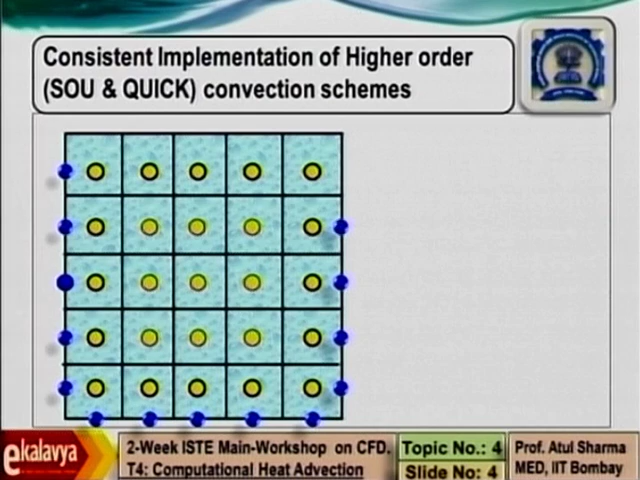 Consistent Implementation of Higher order
(SOU & QUICK) convection schemes
ekalavya
2-Week ISTE Main-Workshop on CFD.
T4: Computational Heat Advection
Topic No.: 4
Slide No: 4
Prof. Atul Sharma
MED, IIT Bombay